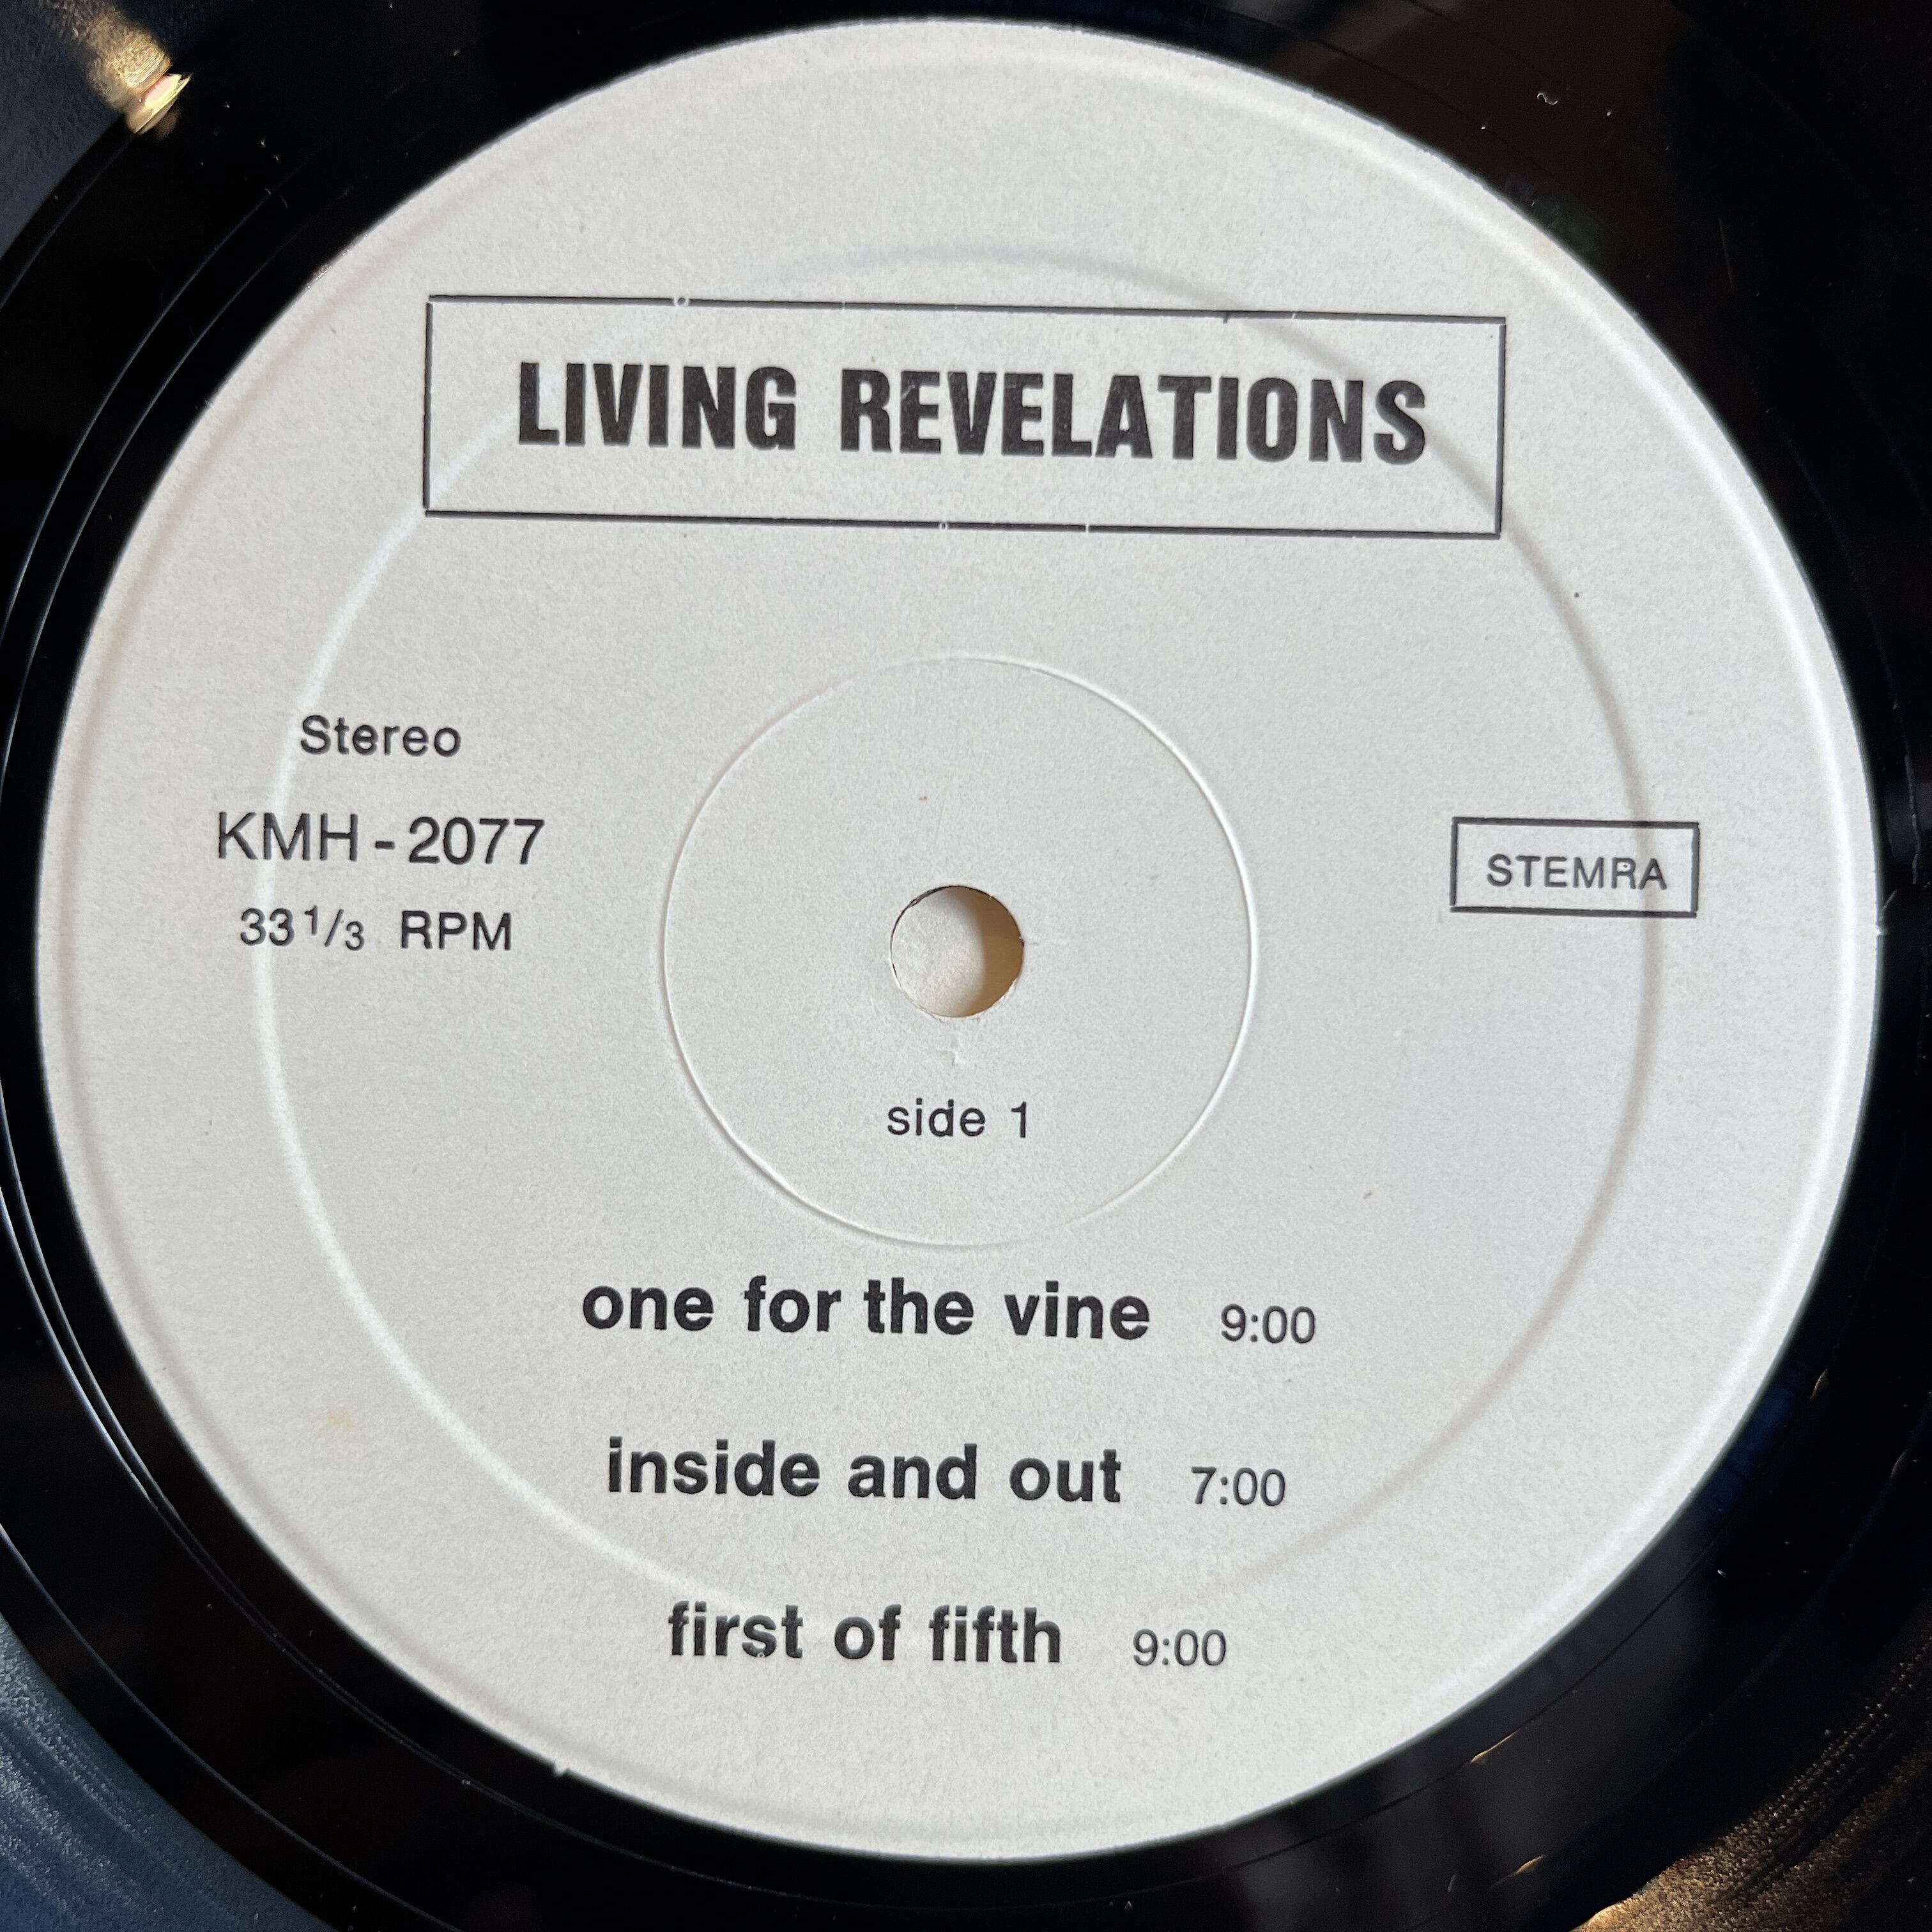 LIVING REVELATIONS
Stereo
KMH - 2077
33 1/3 RPM
STEMRA
side 1
one for the vine 9:00
inside and out 7:00
first of fifth 9:00